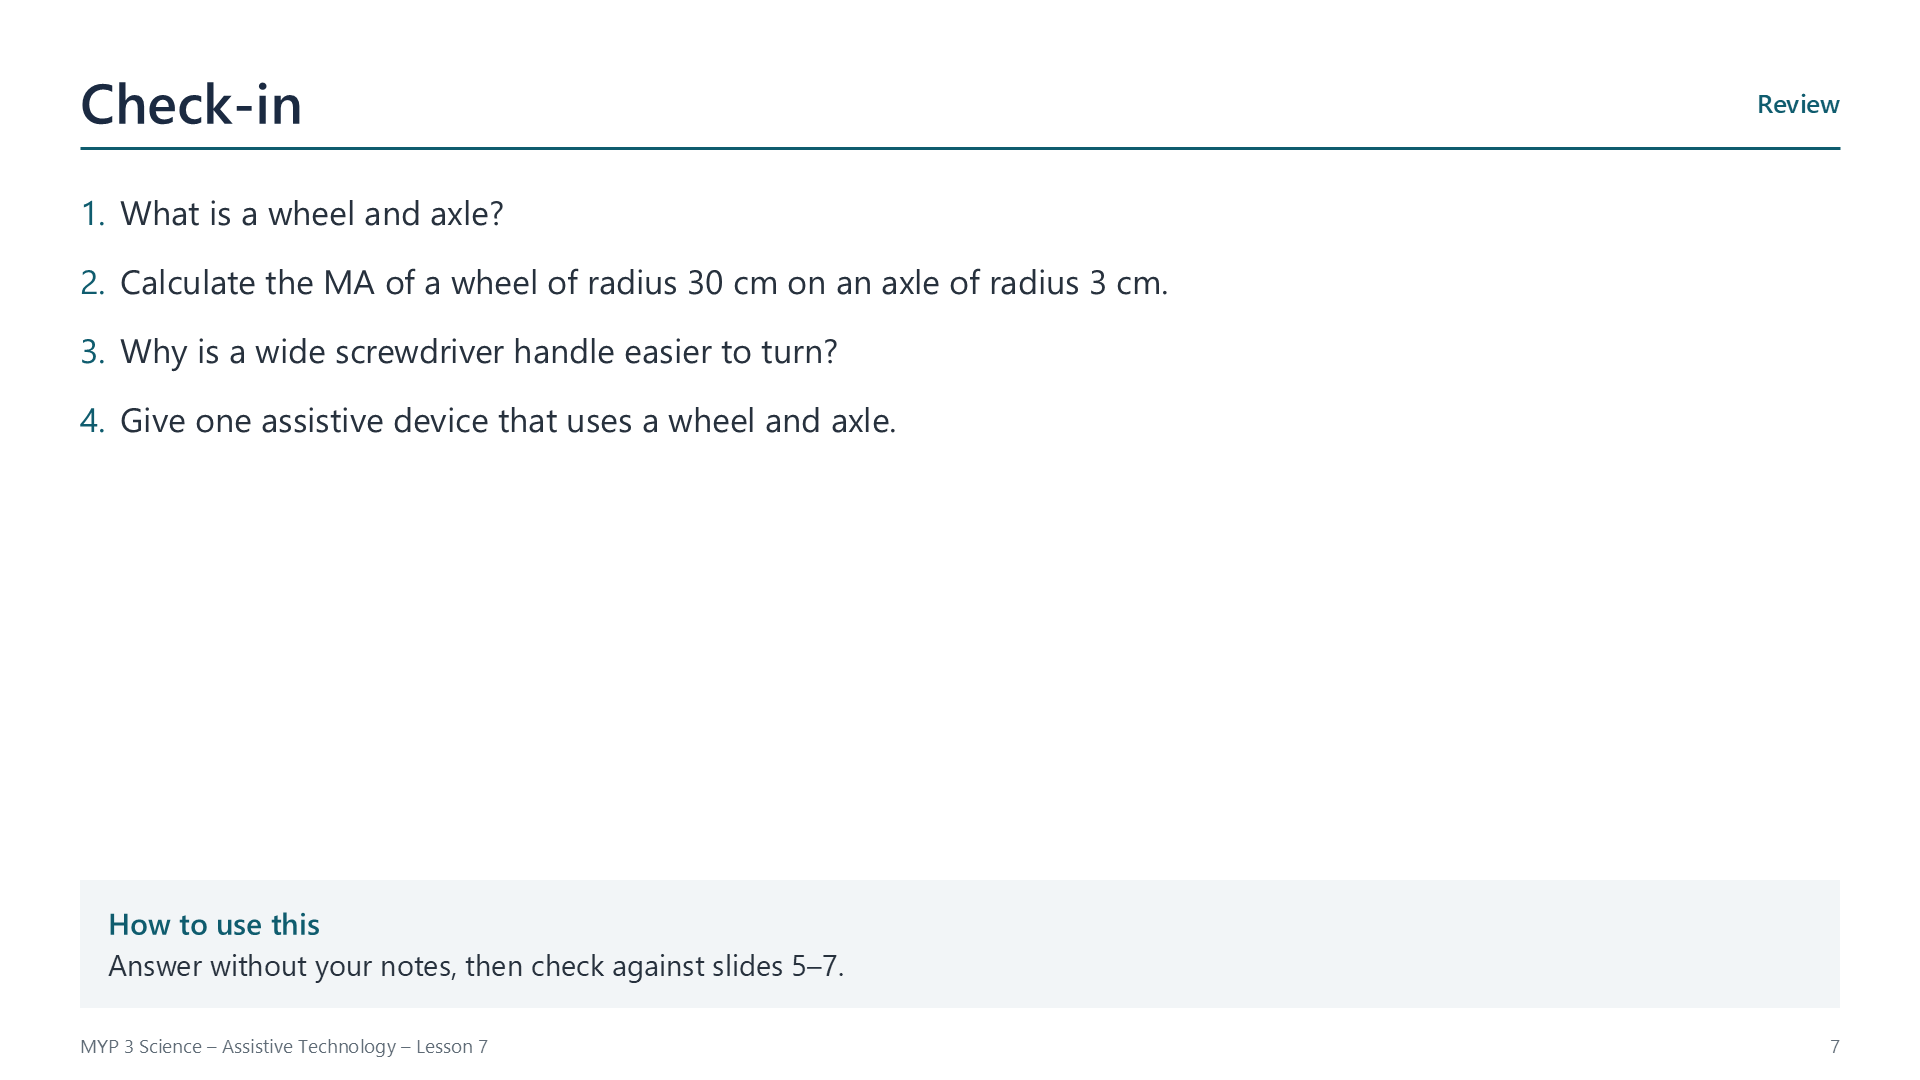 Check-in
Review
1. What is a wheel and axle?
2. Calculate the MA of a wheel of radius 30 cm on an axle of radius 3 cm.
3. Why is a wide screwdriver handle easier to turn?
4. Give one assistive device that uses a wheel and axle.
How to use this
Answer without your notes, then check against slides 5–7.
MYP 3 Science – Assistive Technology – Lesson 7
7